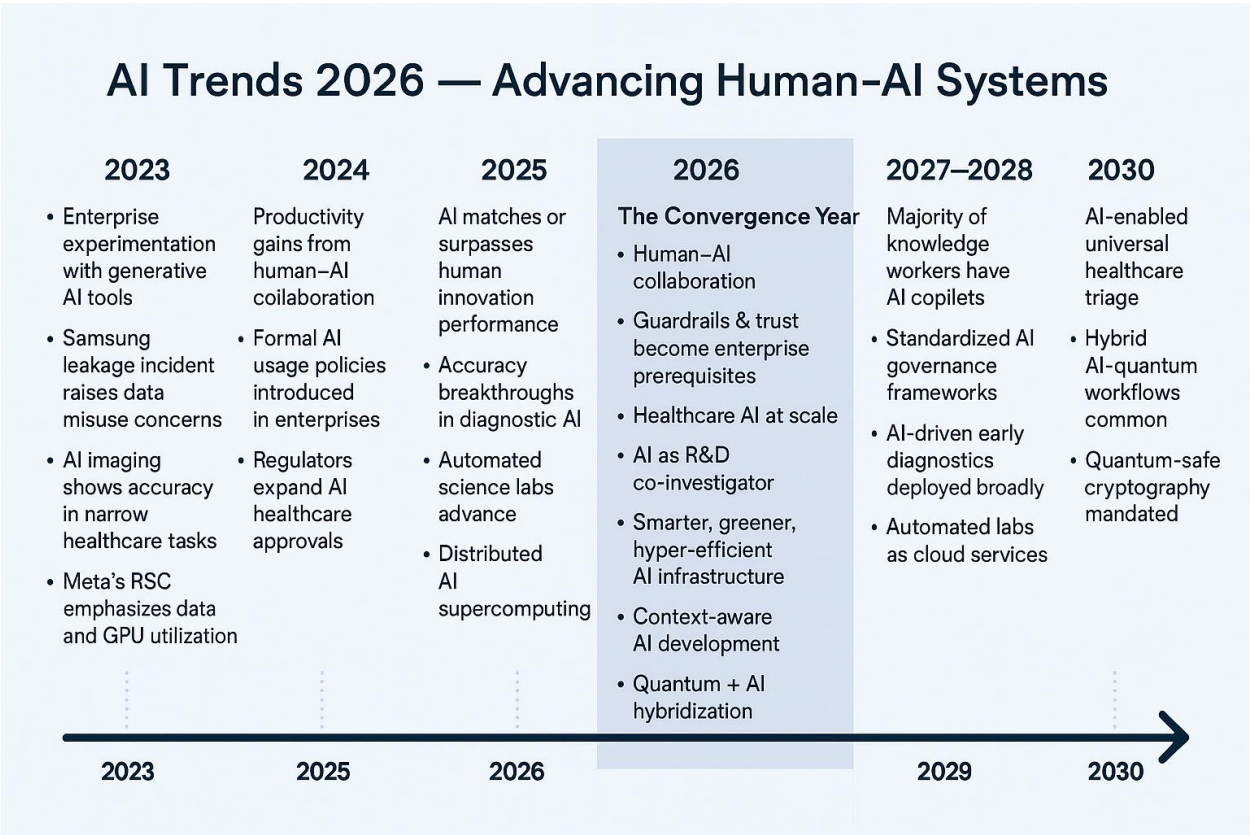 AI Trends 2026 — Advancing Human-AI Systems
2023
• Enterprise
experimentation
with generative
AI tools
• Samsung
leakage incident
raises data
misuse concerns
• AI imaging
shows accuracy
in narrow
healthcare tasks
• Meta's RSC
emphasizes data
and GPU utilization
2024
Productivity
gains from
human–AI
coilaboration
• Formal AI
usage policies
introduced
in enterprises
• Regulators
expand AI
healthcare
approvals
2025
AI matches or
surpasses
human
innovation
performance
• Accuracy
breakthroughs
in diagnostic AI
• Automated
science labs
advance
• Distributed
AI
supercomputing
2026
The Convergence Year
• Human–AI
collaboration
• Guardrails & trust
become enterprise
prerequisites
• Healthcare AI at scale
• AI as R&D
co-investigator
• Smarter, greener,
hyper-efficient
AI infrastructure
• Context-aware
AI development
• Quantum + AI
hybridization
2027–2028
Majority of
knowledge
workers have
AI copilets
• Standardized AI
governance
frameworks
• AI-driven early
diagnostics
deployed broadly
• Automated labs
as cloud services
2030
AI-enabled
universal
healthcare
triage
• Hybrid
AI-quantum
workflows
common
• Quantum-safe
cryptography
mandated
2023
2025
2026
2029
2030